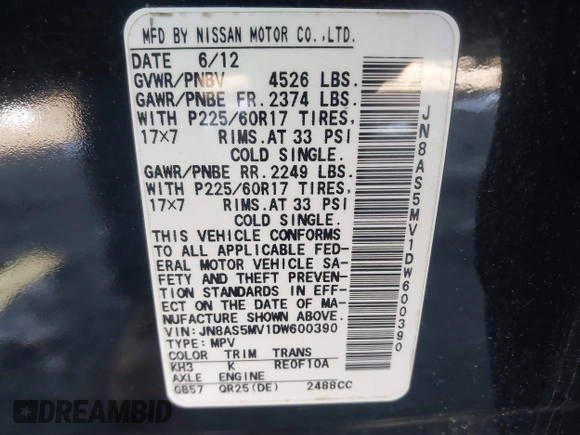 MFD BY NISSAN MOTOR CO.,LTD.
DATE 6/12
GVWR/PNBV 4526 LBS.
GAWR/PNBE FR. 2374 LBS.
WITH P225/60R17 TIRES,
17×7 RIMS.AT 33 PSI
COLD SINGLE.
GAWR/PNBE RR. 2249 LBS.
WITH P225/60R17 TIRES,
17×7 RIMS.AT 33 PSI
COLD SINGLE.
THIS VEHICLE CONFORMS
TO ALL APPLICABLE FED-
ERAL MOTOR VEHICLE SA-
FETY AND THEFT PREVEN-
TION STANDARDS IN EFF-
ECT ON THE DATE OF MA-
NUFACTURE SHOWN ABOVE.
VIN: JN8AS5MV1DW600390
TYPE: MPV
COLOR TRIM TRANS
KH3 K RE0F10A
AXLE ENGINE
GB57 QR25(DE) 2488CC
JN8AS5MV1DW600390
DREAMBID